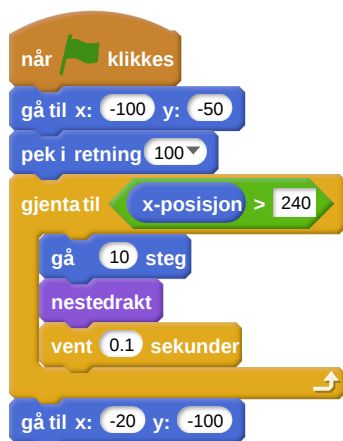 når klikkes
gå til x: -100 y: -50
pek i retning 100
gjenta til x-posisjon > 240
gå 10 steg
nestedrakt
vent 0.1 sekunder
gå til x: -20 y: -100